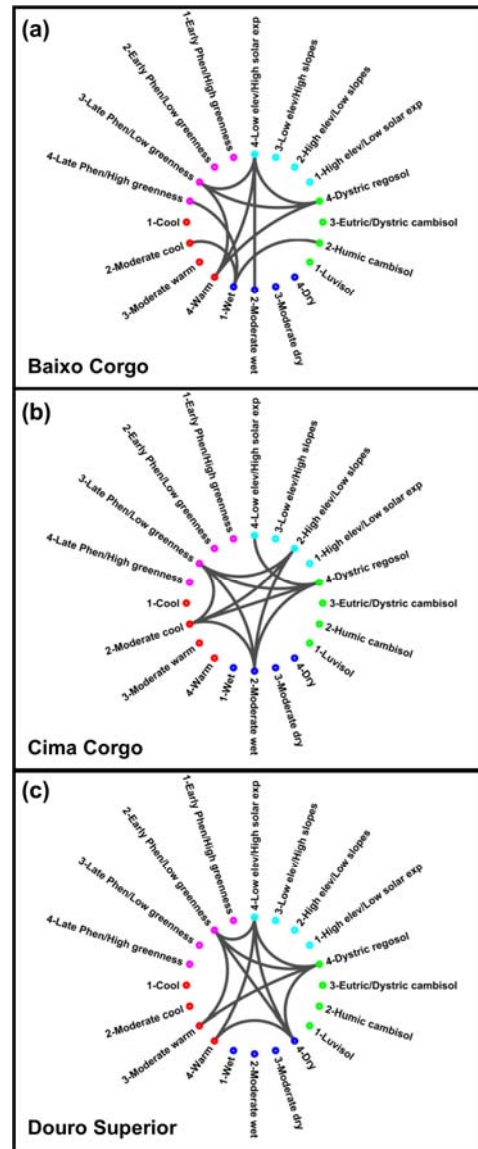 (a)
1-Early Phen/High greenness
2-Early Phen/Low greenness
3-Late Phen/Low greenness
4-Late Phen/High greenness
1-Cool
2-Moderate cool
3-Moderate warm
4-Warm
1-Wet
2-Moderate wet
3-Moderate dry
4-Dry
1-Luvisol
2-Humic cambisol
3-Eutric/Dystric cambisol
4-Dystric regosol
1-High elev/Low solar exp
2-High elev/Low slopes
3-Low elev/High slopes
4-Low elev/High solar exp
Baixo Corgo
(b)
1-Early Phen/High greenness
2-Early Phen/Low greenness
3-Late Phen/Low greenness
4-Late Phen/High greenness
1-Cool
2-Moderate cool
3-Moderate warm
4-Warm
1-Wet
2-Moderate wet
3-Moderate dry
4-Dry
1-Luvisol
2-Humic cambisol
3-Eutric/Dystric cambisol
4-Dystric regosol
1-High elev/Low solar exp
2-High elev/Low slopes
3-Low elev/High slopes
4-Low elev/High solar exp
Cima Corgo
(c)
1-Early Phen/High greenness
2-Early Phen/Low greenness
3-Late Phen/Low greenness
4-Late Phen/High greenness
1-Cool
2-Moderate cool
3-Moderate warm
4-Warm
1-Wet
2-Moderate wet
3-Moderate dry
4-Dry
1-Luvisol
2-Humic cambisol
3-Eutric/Dystric cambisol
4-Dystric regosol
1-High elev/Low solar exp
2-High elev/Low slopes
3-Low elev/High slopes
4-Low elev/High solar exp
Douro Superior